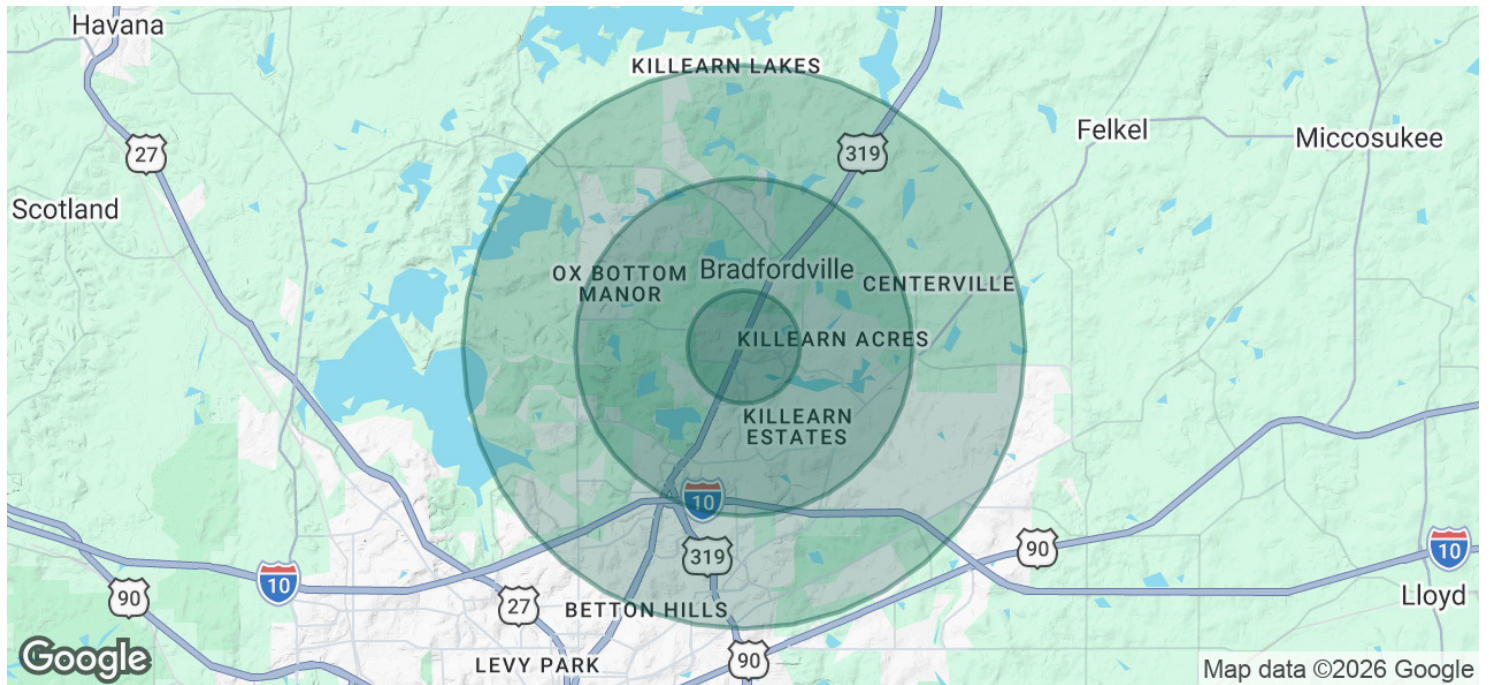 Havana
KILLEARN LAKES
27
319
Felkel
Miccosukee
Scotland
OX BOTTOM
MANOR
Bradfordville
CENTERVILLE
KILLEARN ACRES
KILLEARN
ESTATES
10
319
90
10
10
90
27
BETTON HILLS
Lloyd
LEVY PARK
90
Google
Map data ©2026 Google